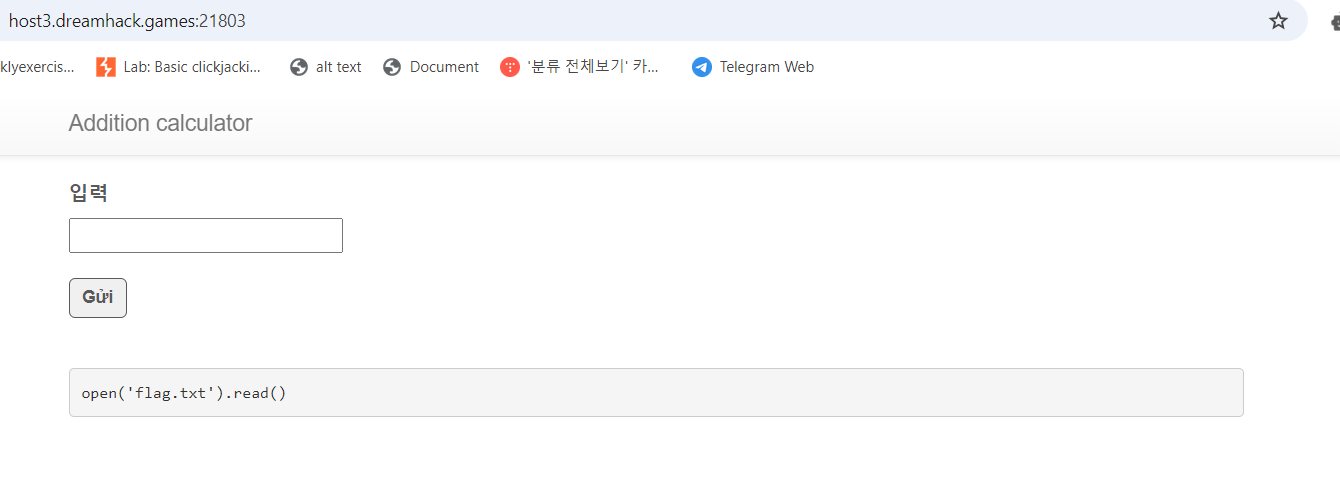 host3.dreamhack.games:21803
klyexercis... Lab: Basic clickjacki... alt text Document '분류 전체보기' 카... Telegram Web
Addition calculator
입력
Gửi
open('flag.txt').read()